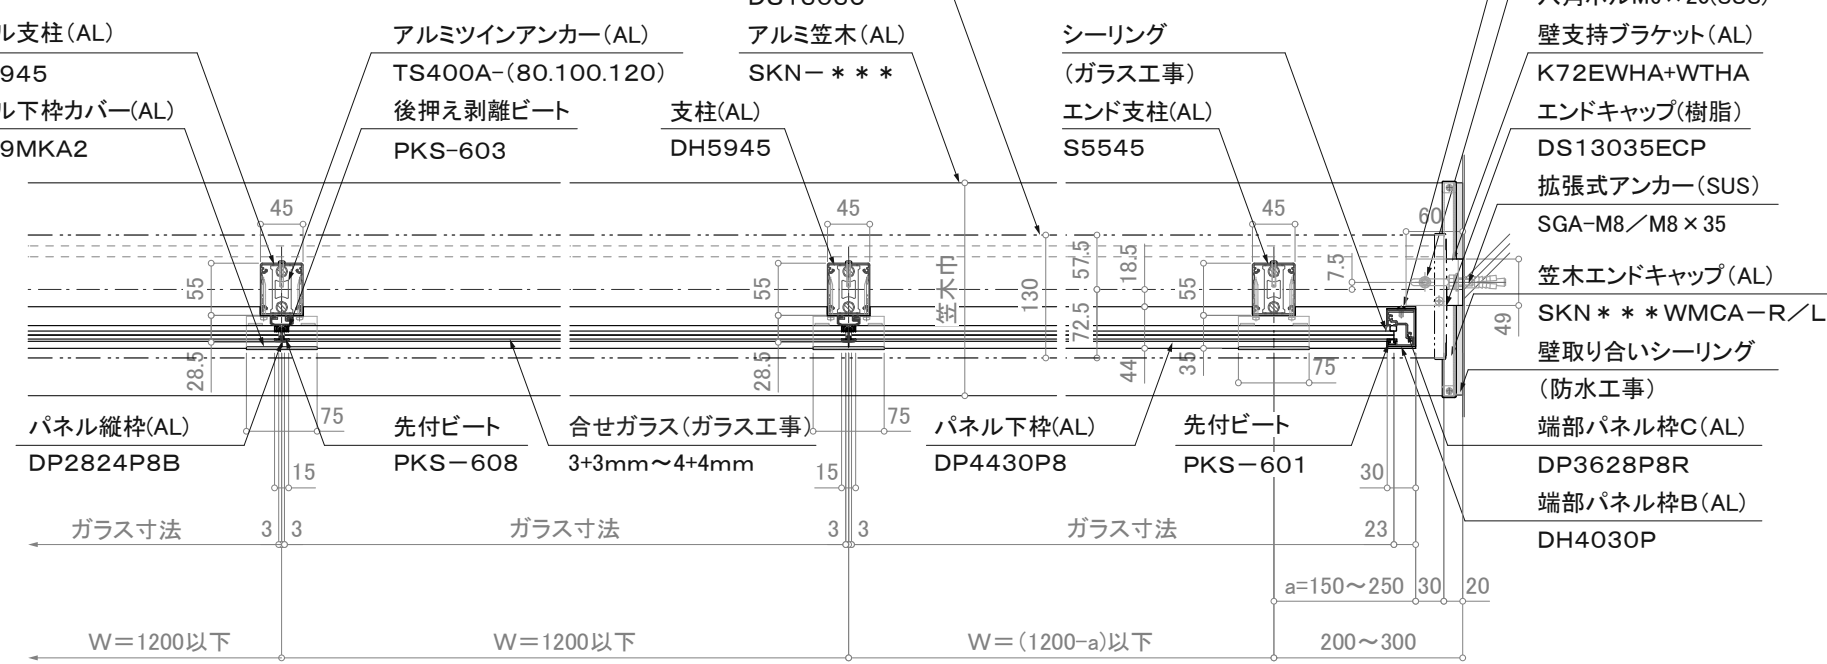 ル支柱(AL)
945
ル下枠カバー(AL)
9MKA2
アルミツインアンカー(AL)
TS400A-(80.100.120)
後押え剥離ビート
PKS-603
アルミ笠木(AL)
SKN-＊＊＊
支柱(AL)
DH5945
シーリング
(ガラス工事)
エンド支柱(AL)
S5545
壁支持ブラケット(AL)
K72EWHA+WTHA
エンドキャップ(樹脂)
DS13035ECP
拡張式アンカー(SUS)
SGA-M8／M8×35
笠木エンドキャップ(AL)
SKN＊＊＊WMCA-R／L
壁取り合いシーリング
(防水工事)
端部パネル枠C(AL)
DP3628P8R
端部パネル枠B(AL)
DH4030P
45
45
45
60
55
28.5
55
28.5
笠木巾
130
57.5
72.5
18.5
44
55
35
7.5
49
75
75
75
パネル縦枠(AL)
DP2824P8B
先付ビート
PKS-608
合せガラス(ガラス工事)
3+3mm～4+4mm
パネル下枠(AL)
DP4430P8
先付ビート
PKS-601
15
15
30
ガラス寸法
3
3
ガラス寸法
3
3
ガラス寸法
23
a=150～250
30
20
W=1200以下
W=1200以下
W=(1200-a)以下
200～300